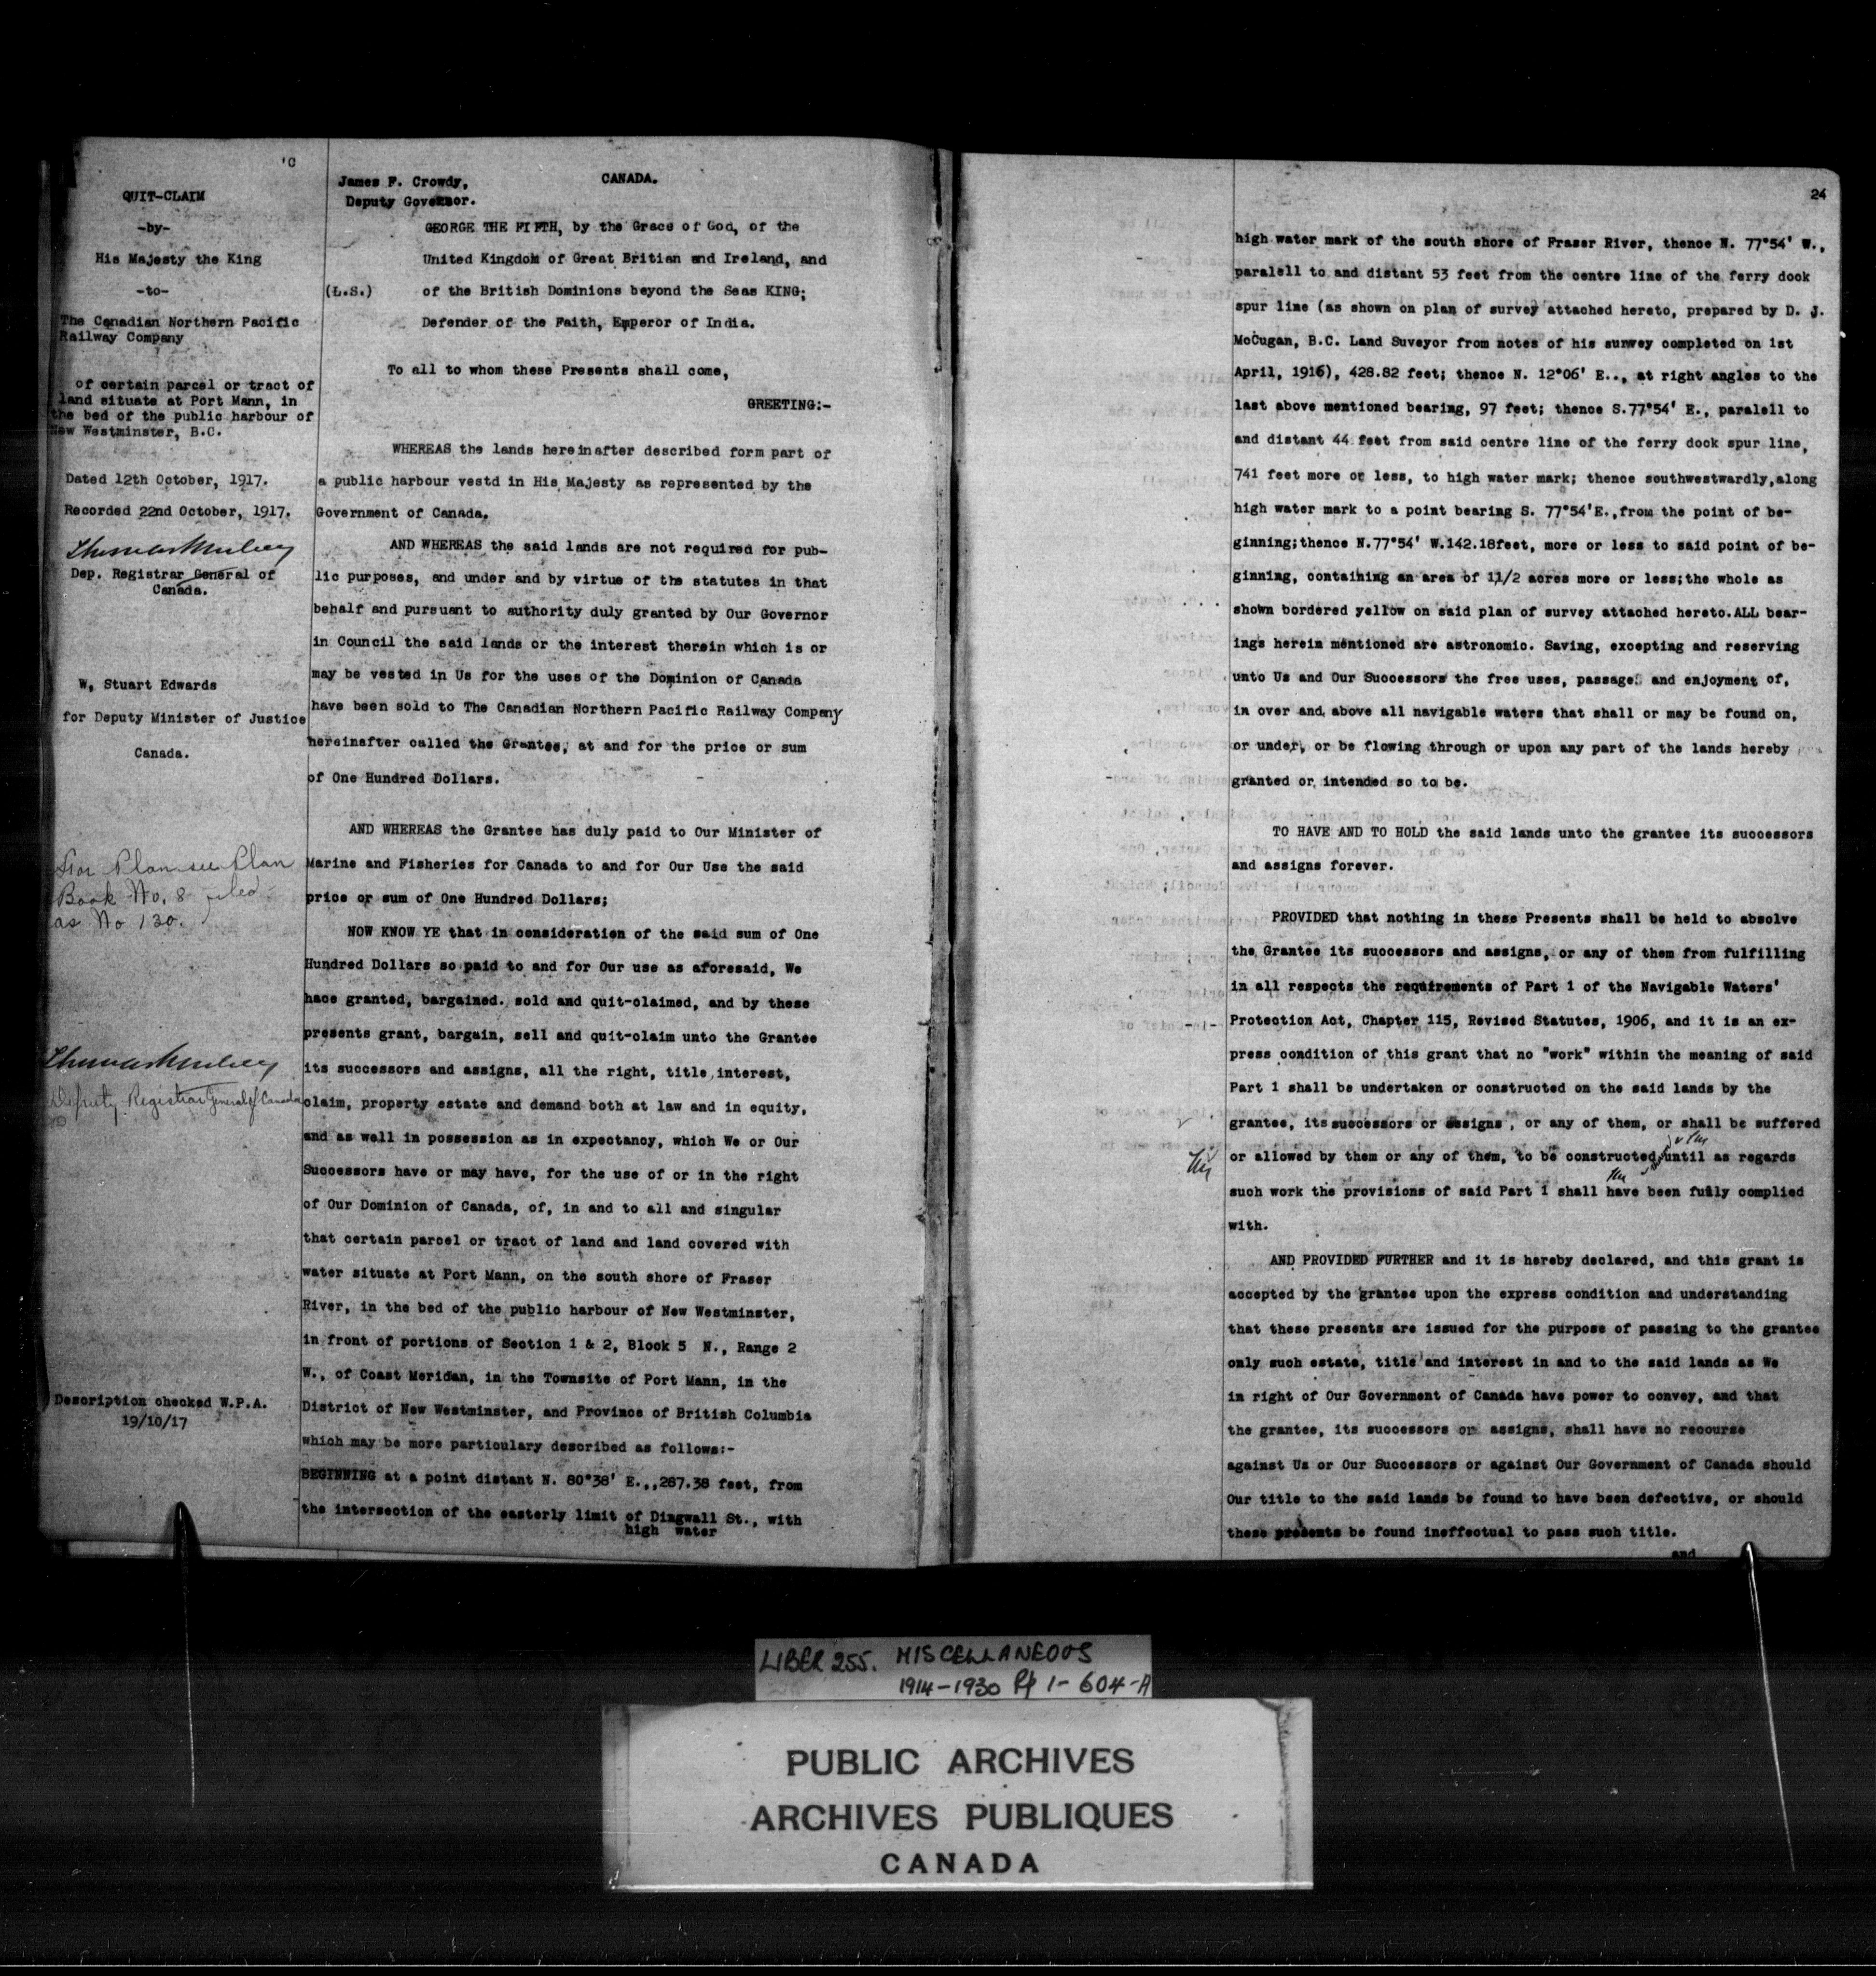 'C
QUIT-CLAIM
-by-
His Majesty the King
-to-
The Canadian Northern Pacific
Railway Company
of certain parcel or tract of
land situate at Port Mann, in
the bed of the public harbour of
New Westminster, B.C.
Dated 12th October, 1917.
Recorded 22nd October, 1917.
Thomas Mulvey
Dep. Registrar General of
Canada.
W, Stuart Edwards
for Deputy Minister of Justice
Canada.
For Plan see Plan
Book No. 8 filed
as No 130.
Thomas Mulvey
Deputy Registrar General of Canada
Description checked W.P.A.
19/10/17
James F. Crowdy,
Deputy Governor.
CANADA.
GEORGE THE FIFTH, by the Grace of God, of the
United Kingdom of Great Britian and Ireland, and
(L.S.) of the British Dominions beyond the Seas KING;
Defender of the Faith, Emperor of India.
To all to whom these Presents shall come,
GREETING:-
WHEREAS the lands hereinafter described form part of
a public harbour vestd in His Majesty as represented by the
Government of Canada.
AND WHEREAS the said lands are not required for pub-
lic purposes, and under and by virtue of the statutes in that
behalf and pursuant to authority duly granted by Our Governor
in Council the said lands or the interest therein which is or
may be vested in Us for the uses of the Dominion of Canada
have been sold to The Canadian Northern Pacific Railway Company
hereinafter called the Grantee, at and for the price or sum
of One Hundred Dollars.
AND WHEREAS the Grantee has duly paid to Our Minister of
Marine and Fisheries for Canada to and for Our Use the said
price or sum of One Hundred Dollars;
NOW KNOW YE that in consideration of the said sum of One
Hundred Dollars so paid to and for Our use as aforesaid, We
hace granted, bargained. sold and quit-claimed, and by these
presents grant, bargain, sell and quit-claim unto the Grantee
its successors and assigns, all the right, title, interest,
claim, property estate and demand both at law and in equity,
and as well in possession as in expectancy, which We or Our
Successors have or may have, for the use of or in the right
of Our Dominion of Canada, of, in and to all and singular
that certain parcel or tract of land and land covered with
water situate at Port Mann, on the south shore of Fraser
River, in the bed of the public harbour of New Westminster,
in front of portions of Section 1 & 2, Block 5 N., Range 2
W., of Coast Meridan, in the Townsite of Port Mann, in the
District of New Westminster, and Province of British Columbia
which may be more particulary described as follows:-
BEGINNING at a point distant N. 80°38' E.,,287.38 feet, from
the intersection of the easterly limit of Dingwall St., with
high water
24
high water mark of the south shore of Fraser River, thence N. 77°54' W.,
paralell to and distant 53 feet from the centre line of the ferry dock
spur line (as shown on plan of survey attached hereto, prepared by D. J.
McCugan, B.C. Land Suveyor from notes of his survey completed on 1st
April, 1916), 428.82 feet; thence N. 12°06' E.., at right angles to the
last above mentioned bearing, 97 feet; thence S.77°54' E., paralell to
and distant 44 feet from said centre line of the ferry dock spur line,
741 feet more or less, to high water mark; thence southwestwardly,along
high water mark to a point bearing S. 77°54'E.,from the point of be-
ginning;thence N.77°54' W.142.18feet, more or less to said point of be-
ginning, containing an area of 11/2 acres more or less;the whole as
shown bordered yellow on said plan of survey attached hereto.ALL bear-
ings herein mentioned are astronomic. Saving, excepting and reserving
unto Us and Our Successors the free uses, passage and enjoyment of,
in over and above all navigable waters that shall or may be found on,
or under, or be flowing through or upon any part of the lands hereby
granted or intended so to be.
TO HAVE AND TO HOLD the said lands unto the grantee its successors
and assigns forever.
PROVIDED that nothing in these Presents shall be held to absolve
the Grantee its successors and assigns, or any of them from fulfilling
in all respects the requirements of Part 1 of the Navigable Waters'
Protection Act, Chapter 115, Revised Statutes, 1906, and it is an ex-
press condition of this grant that no "work" within the meaning of said
Part 1 shall be undertaken or constructed on the said lands by the
grantee, its successors or assigns, or any of them, or shall be suffered
or allowed by them or any of them, to be constructed until as regards
such work the provisions of said Part 1 shall have been fully complied
with.
AND PROVIDED FURTHER and it is hereby declared, and this grant is
accepted by the grantee upon the express condition and understanding
that these presents are issued for the purpose of passing to the grantee
only such estate, title and interest in and to the said lands as We
in right of Our Government of Canada have power to convey, and that
the grantee, its successors or assigns, shall have no recourse
against Us or Our Successors or against Our Government of Canada should
Our title to the said lands be found to have been defective, or should
these presents be found ineffectual to pass such title.
and
LIBER 255. MISCELLANEOUS
1914-1930 Pt 1- 604-A
PUBLIC ARCHIVES
ARCHIVES PUBLIQUES
CANADA